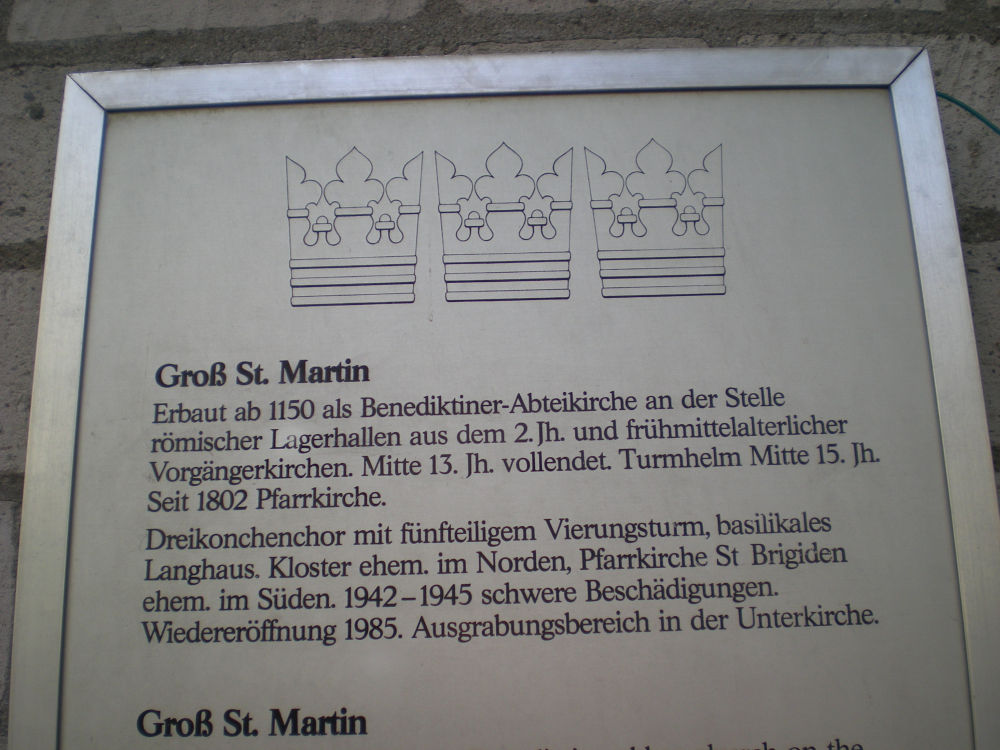 Groß St. Martin
Erbaut ab 1150 als Benediktiner-Abteikirche an der Stelle
römischer Lagerhallen aus dem 2. Jh. und frühmittelalterlicher
Vorgängerkirchen. Mitte 13. Jh. vollendet. Turmhelm Mitte 15. Jh.
Seit 1802 Pfarrkirche.
Dreikonchenchor mit fünfteiligem Vierungsturm, basilikales
Langhaus. Kloster ehem. im Norden, Pfarrkirche St Brigiden
ehem. im Süden. 1942–1945 schwere Beschädigungen.
Wiedereröffnung 1985. Ausgrabungsbereich in der Unterkirche.
Groß St. Martin
on the